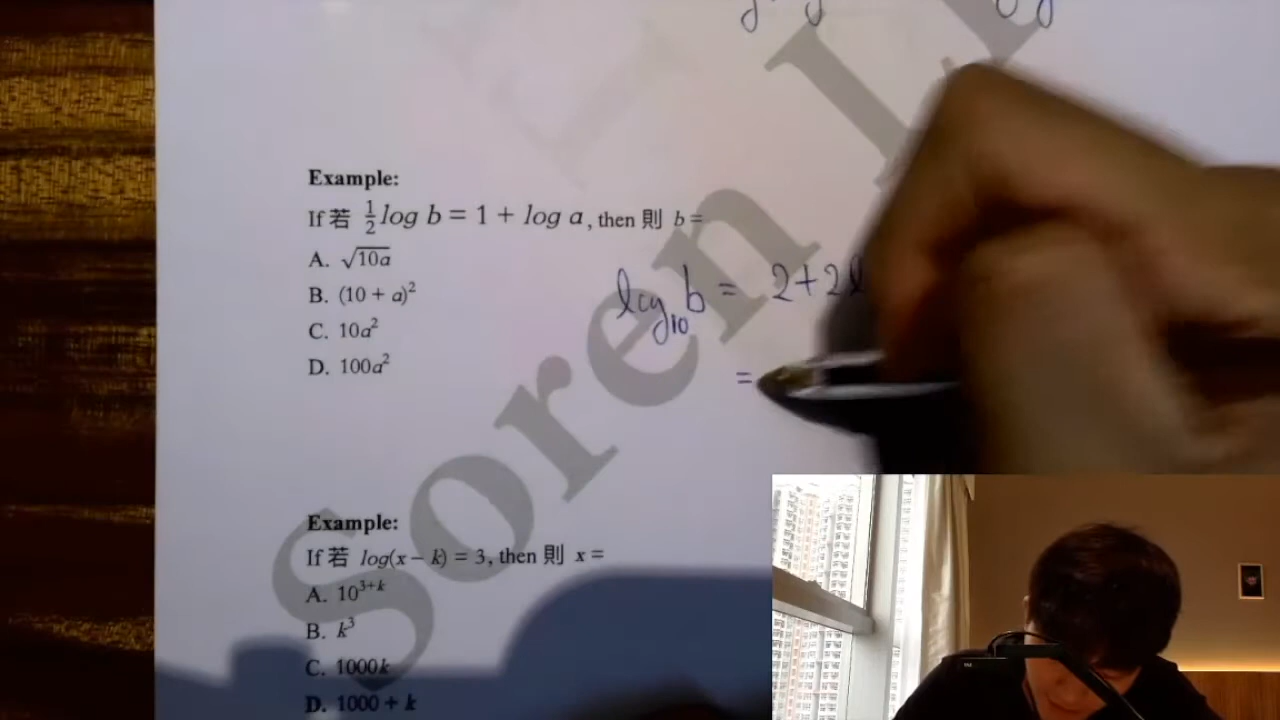 Example:
If 若 \frac{1}{2} log b = 1 + log a, then 則 b =
A. √10a
B. (10 + a)²
C. 10a²
D. 100a²
log₁₀ b = 2+2
=
Example:
If 若 log(x − k) = 3, then 則 x =
A. 10³⁺ᵏ
B. k³
C. 1000k
D. 1000 + k
Soren